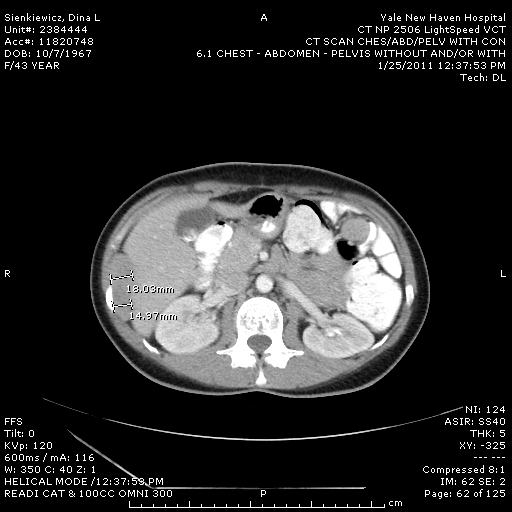 Sienkiewicz, Dina L
Unit#: 2384444
Acc#: 11820748
DOB: 10/7/1967
F/43 YEAR
A
Yale New Haven Hospital
CT NP 2506 LightSpeed VCT
CT SCAN CHES/ABD/PELV WITH CON
6.1 CHEST - ABDOMEN - PELVIS WITHOUT AND/OR WITH
1/25/2011 12:37:53 PM
Tech: DL
R
L
18.03mm
14.97mm
FFS
Tilt: 0
KVp: 120
600ms / mA: 116
W: 350 C: 40 Z: 1
HELICAL MODE /12:37:53 PM
READI CAT & 100CC OMNI 300
P
cm
NI: 124
ASIR: SS40
THK: 5
XY: -325
--- ---
Compressed 8:1
IM: 62 SE: 2
Page: 62 of 125